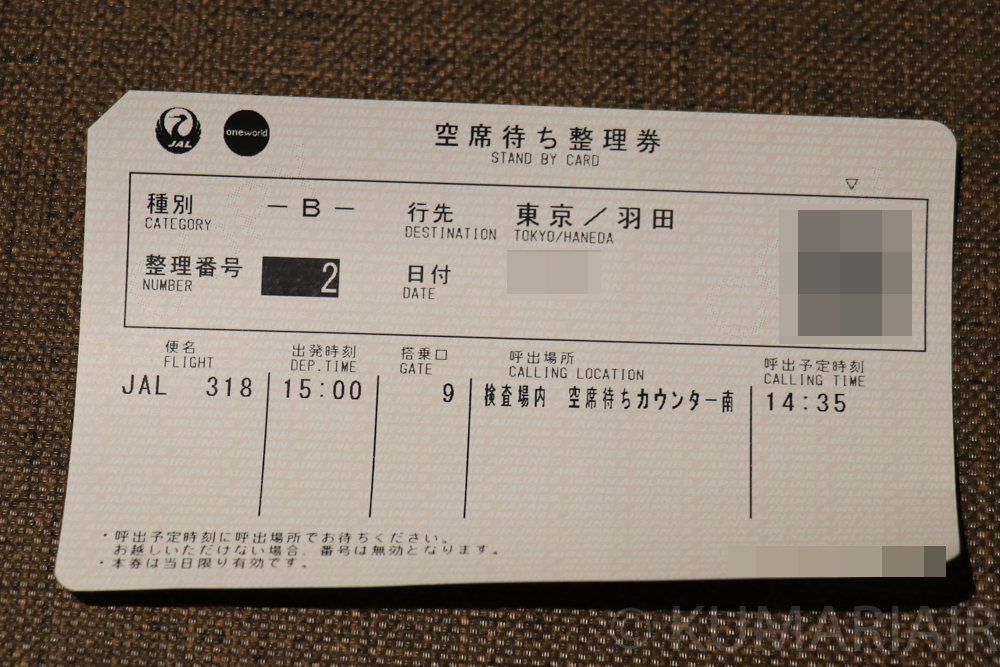 JAL
oneworld
空席待ち整理券
STAND BY CARD
▽
種別 －B－ 行先 東京／羽田
CATEGORY DESTINATION TOKYO/HANEDA
整理番号 2 日付
NUMBER DATE
便名 出発時刻 搭乗口 呼出場所 呼出予定時刻
FLIGHT DEP.TIME GATE CALLING LOCATION CALLING TIME
JAL 318 15:00 9 検査場内 空席待ちカウンター南 14:35
・呼出予定時刻に呼出場所でお待ちください。
お越しいただけない場合、番号は無効となります。
・本券は当日限り有効です。
© KUMARIAIR